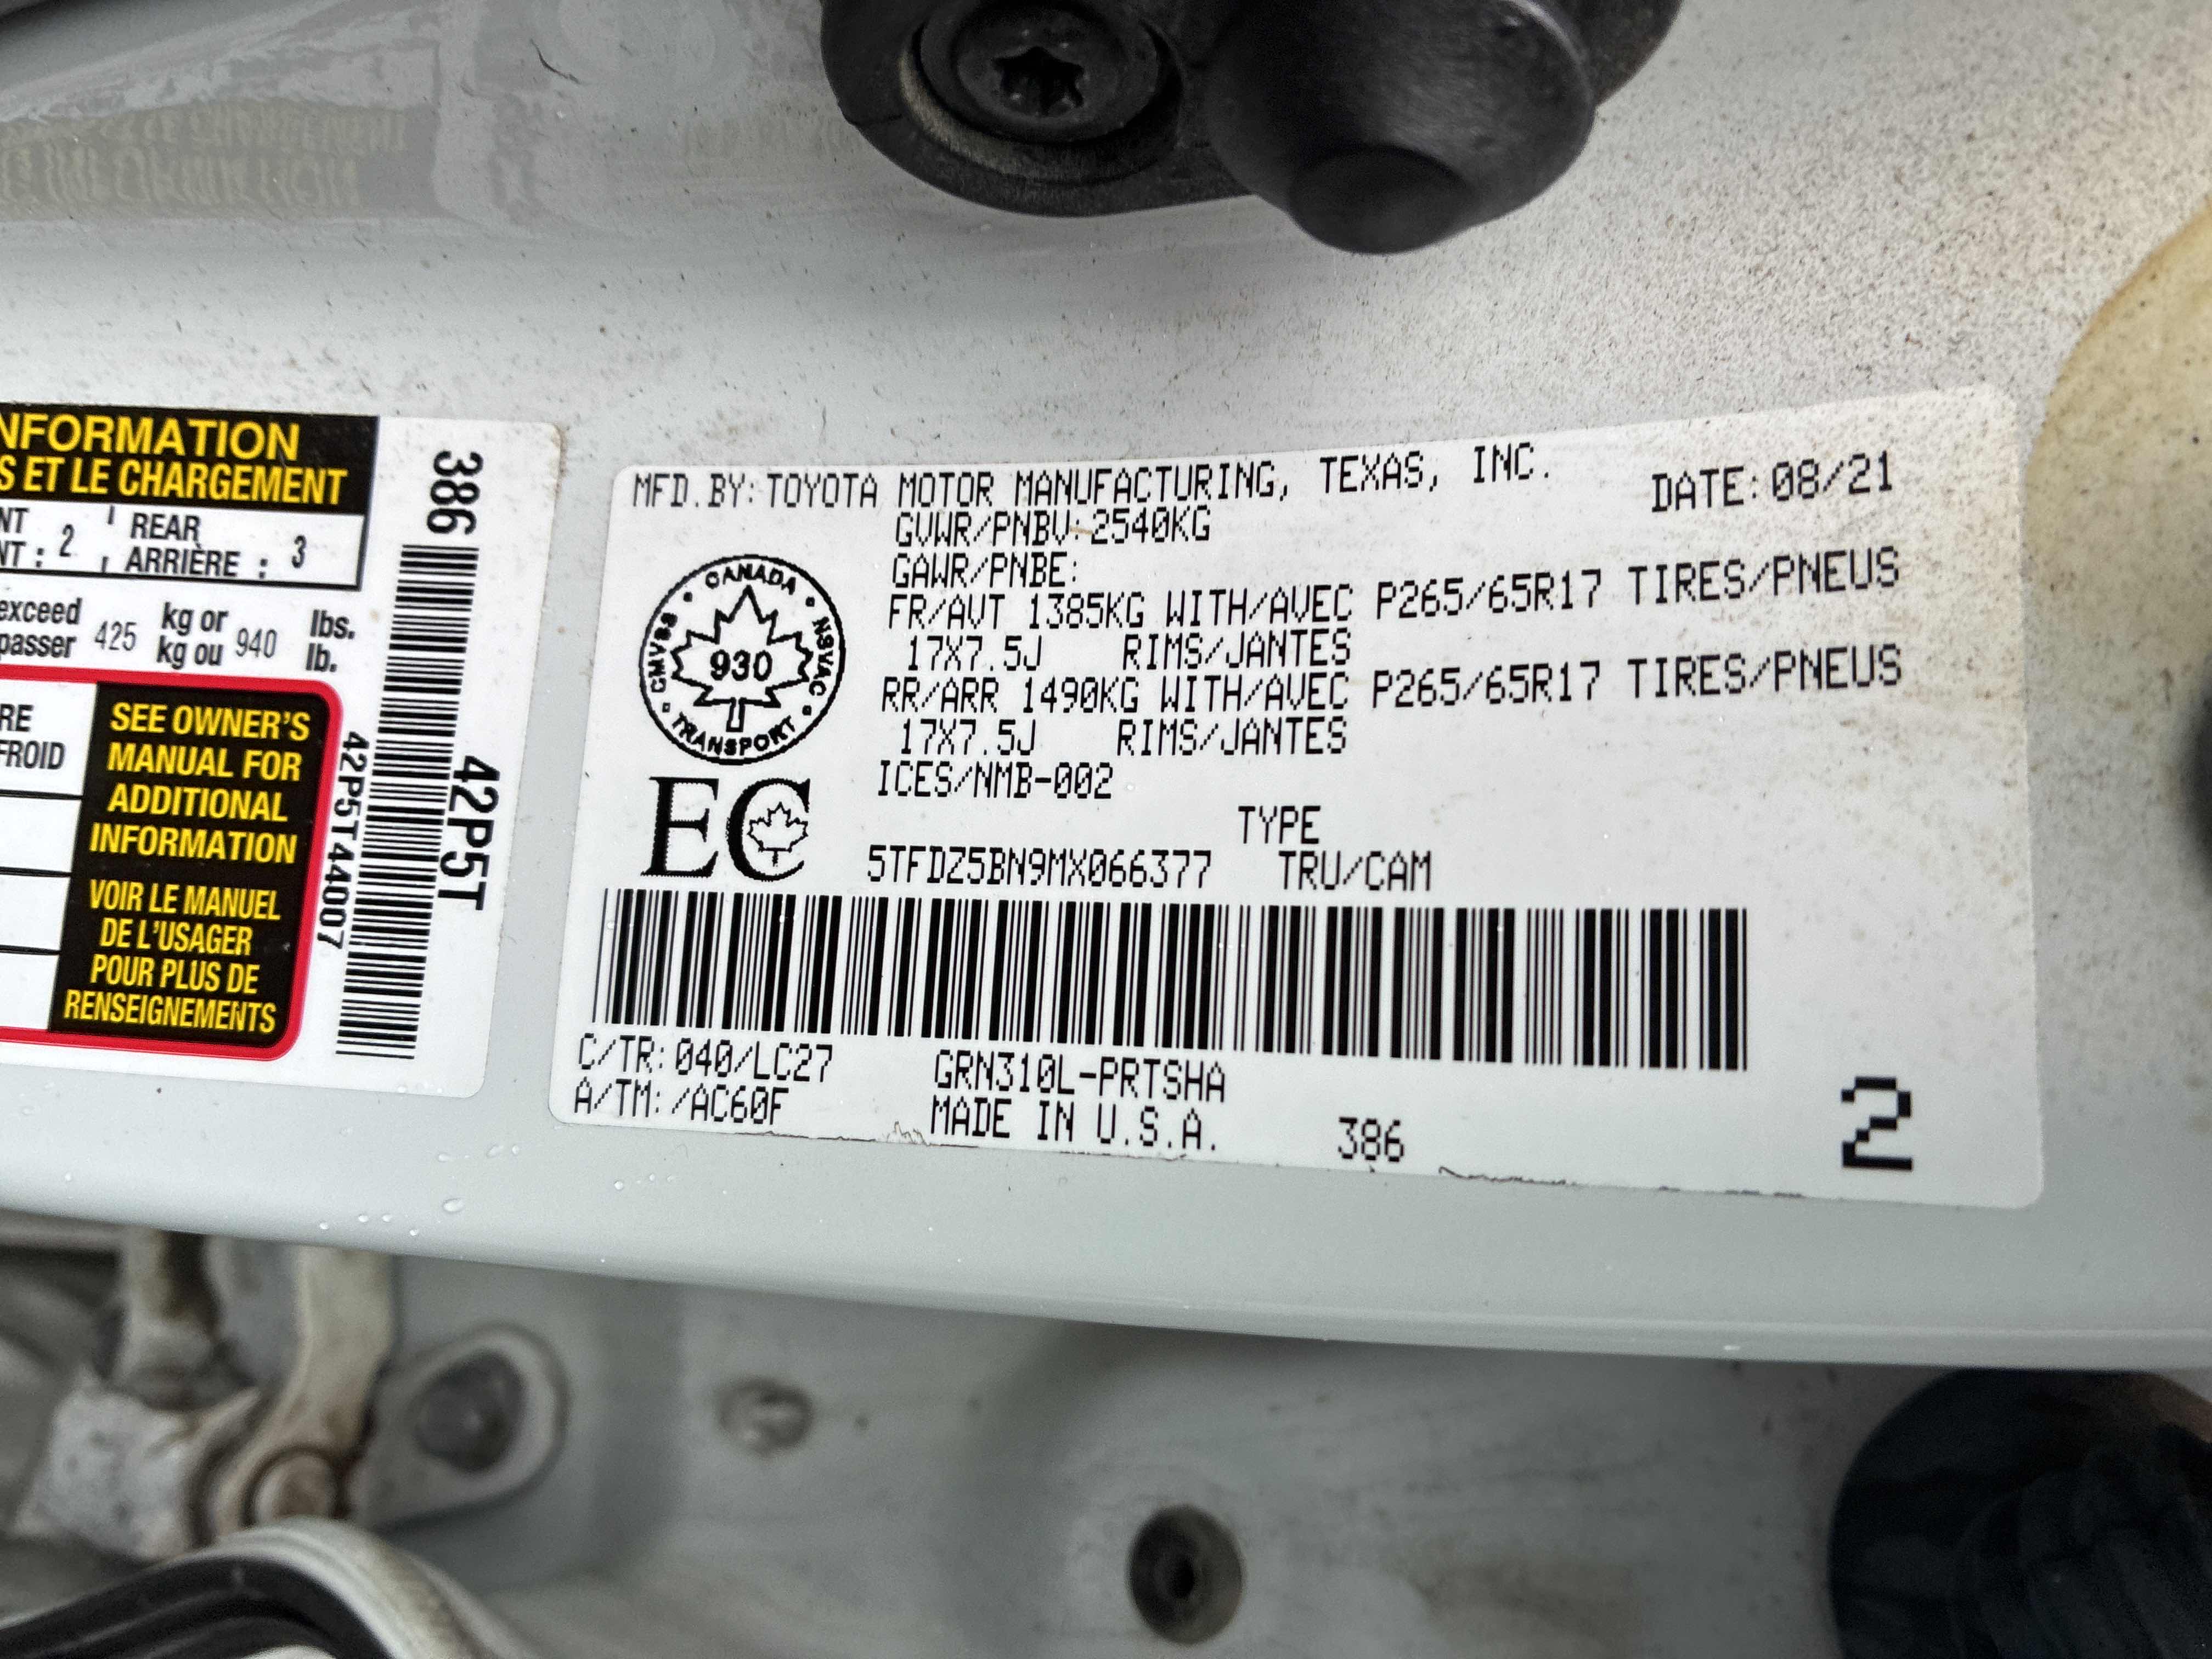 NFORMATION
S ET LE CHARGEMENT
NT : 2
REAR
ARRIÈRE : 3
exceed
passer 425 kg or
kg ou 940 lbs.
lb.
RE
FROID
SEE OWNER'S
MANUAL FOR
ADDITIONAL
INFORMATION
VOIR LE MANUEL
DE L'USAGER
POUR PLUS DE
RENSEIGNEMENTS
386
42P5T
42P5T44007
MFD.BY:TOYOTA MOTOR MANUFACTURING, TEXAS, INC. DATE:08/21
GVWR/PNBV:2540KG
GAWR/PNBE:
FR/AVT 1385KG WITH/AVEC P265/65R17 TIRES/PNEUS
17X7.5J RIMS/JANTES
RR/ARR 1490KG WITH/AVEC P265/65R17 TIRES/PNEUS
17X7.5J RIMS/JANTES
ICES/NMB-002
CANADA
NSVAC
TRANSPORT
CMVSS
930
EC
TYPE
5TFDZ5BN9MX066377 TRU/CAM
C/TR:040/LC27 GRN310L-PRTSHA
A/TM:/AC60F MADE IN U.S.A. 386
2